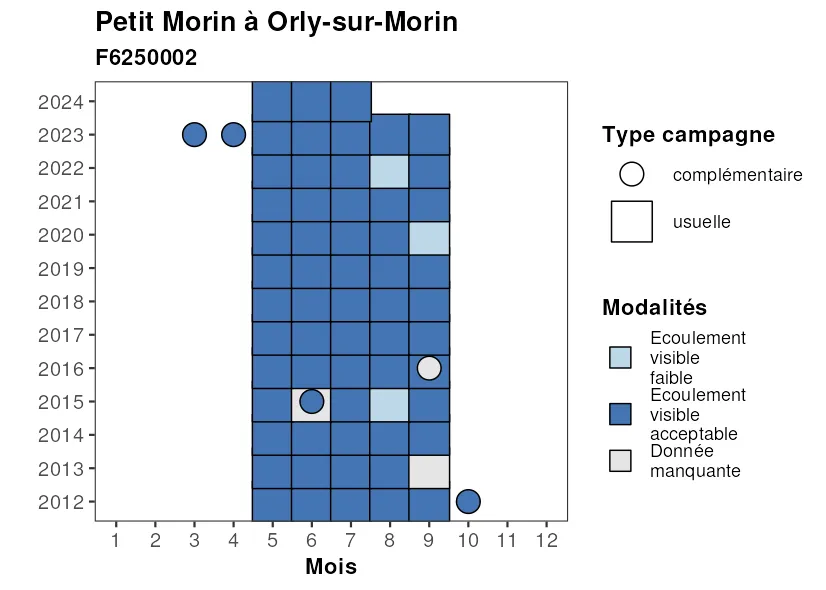 Petit Morin à Orly-sur-Morin
F6250002
2024
2023
2022
2021
2020
2019
2018
2017
2016
2015
2014
2013
2012
1 2 3 4 5 6 7 8 9 10 11 12
Mois
Type campagne
complémentaire
usuelle
Modalités
Ecoulement
visible
faible
Ecoulement
visible
acceptable
Donnée
manquante